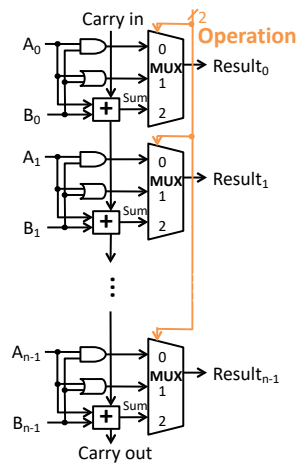 Carry in
2
Operation
A0
B0
+
Sum
0
MUX
1
2
Result0
A1
B1
+
Sum
0
MUX
1
2
Result1
...
An-1
Bn-1
+
Sum
0
MUX
1
2
Resultn-1
Carry out